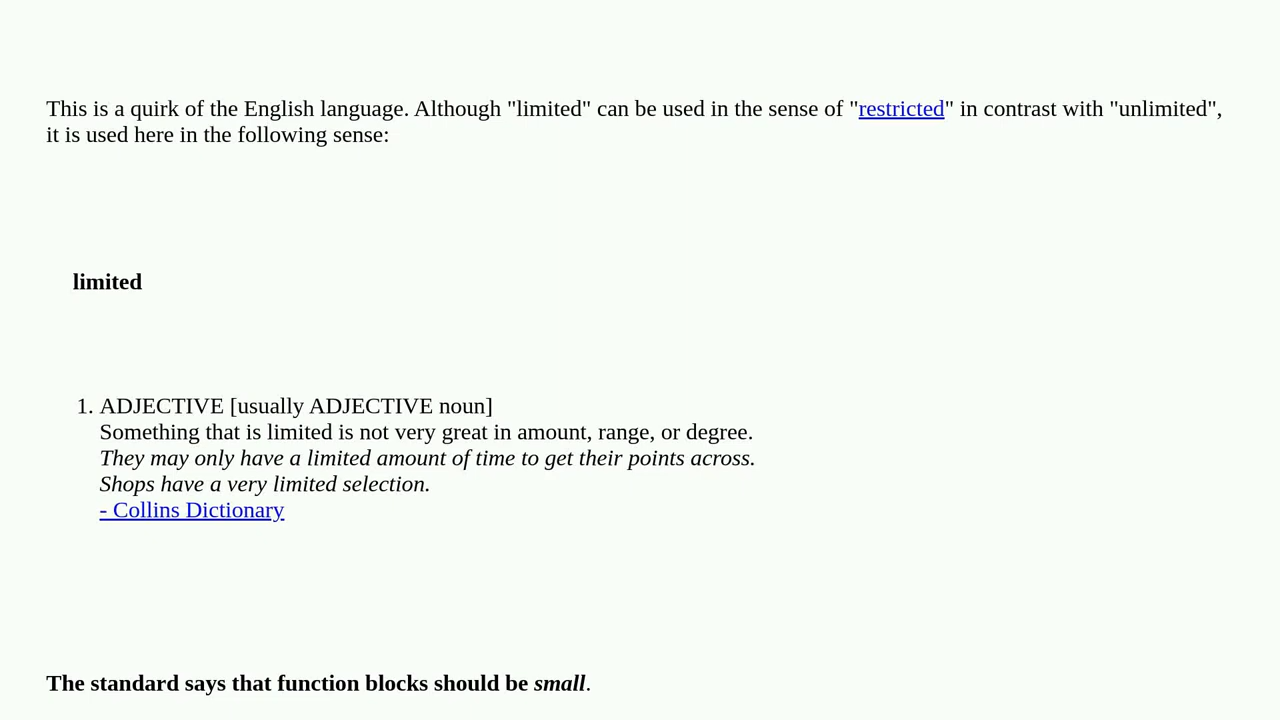 This is a quirk of the English language. Although "limited" can be used in the sense of "restricted" in contrast with "unlimited",
it is used here in the following sense:
limited
1. ADJECTIVE [usually ADJECTIVE noun]
Something that is limited is not very great in amount, range, or degree.
They may only have a limited amount of time to get their points across.
Shops have a very limited selection.
- Collins Dictionary
The standard says that function blocks should be small.